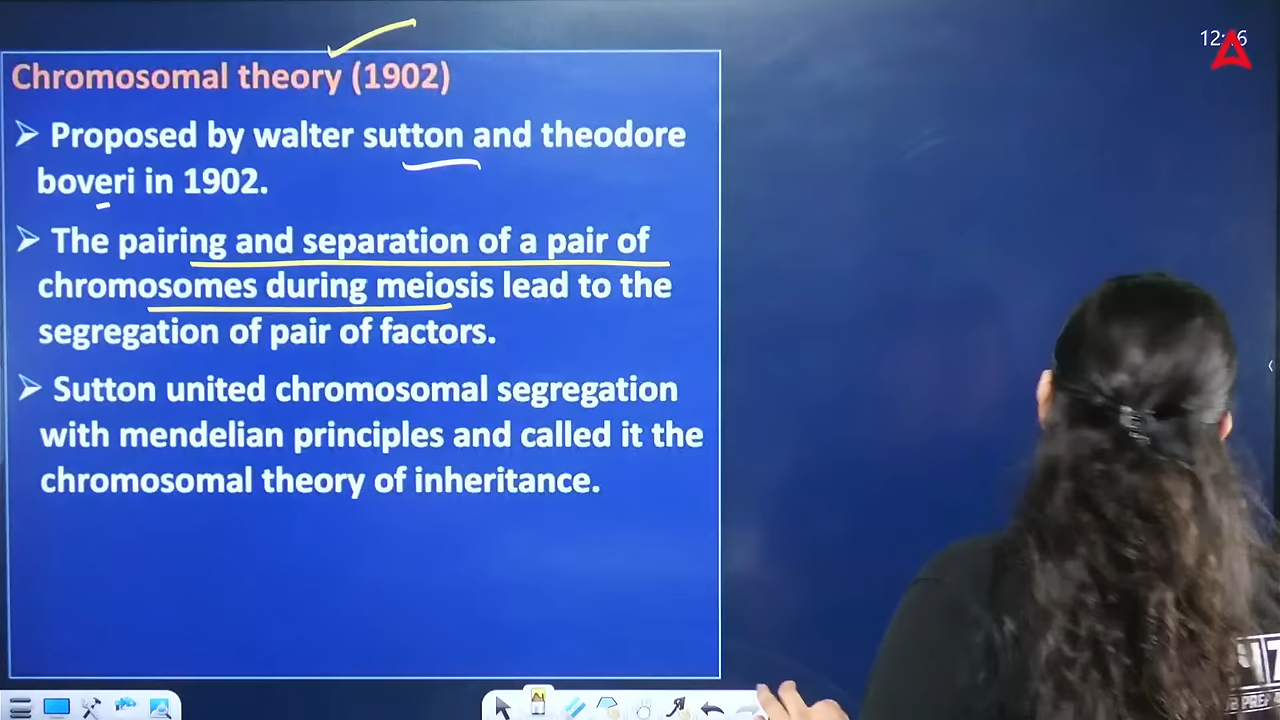 12:
Chromosomal theory (1902)
➢ Proposed by walter sutton and theodore
boveri in 1902.
➢ The pairing and separation of a pair of
chromosomes during meiosis lead to the
segregation of pair of factors.
➢ Sutton united chromosomal segregation
with mendelian principles and called it the
chromosomal theory of inheritance.